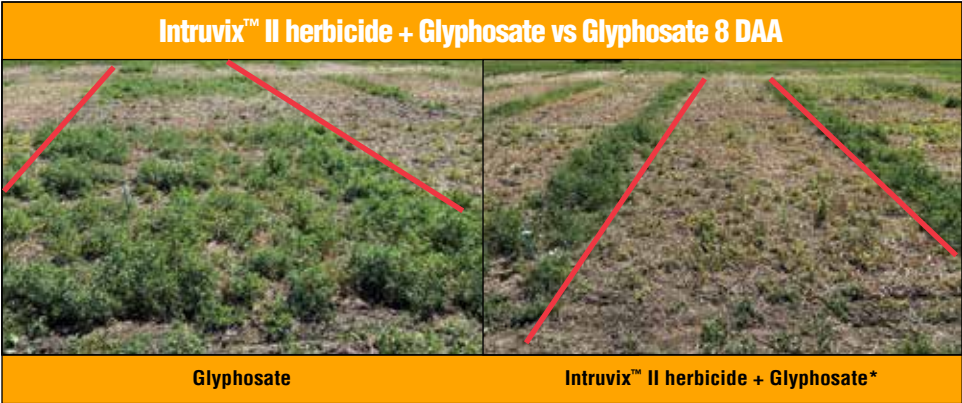 Intruvix™ II herbicide + Glyphosate vs Glyphosate 8 DAA
Glyphosate
Intruvix™ II herbicide + Glyphosate*